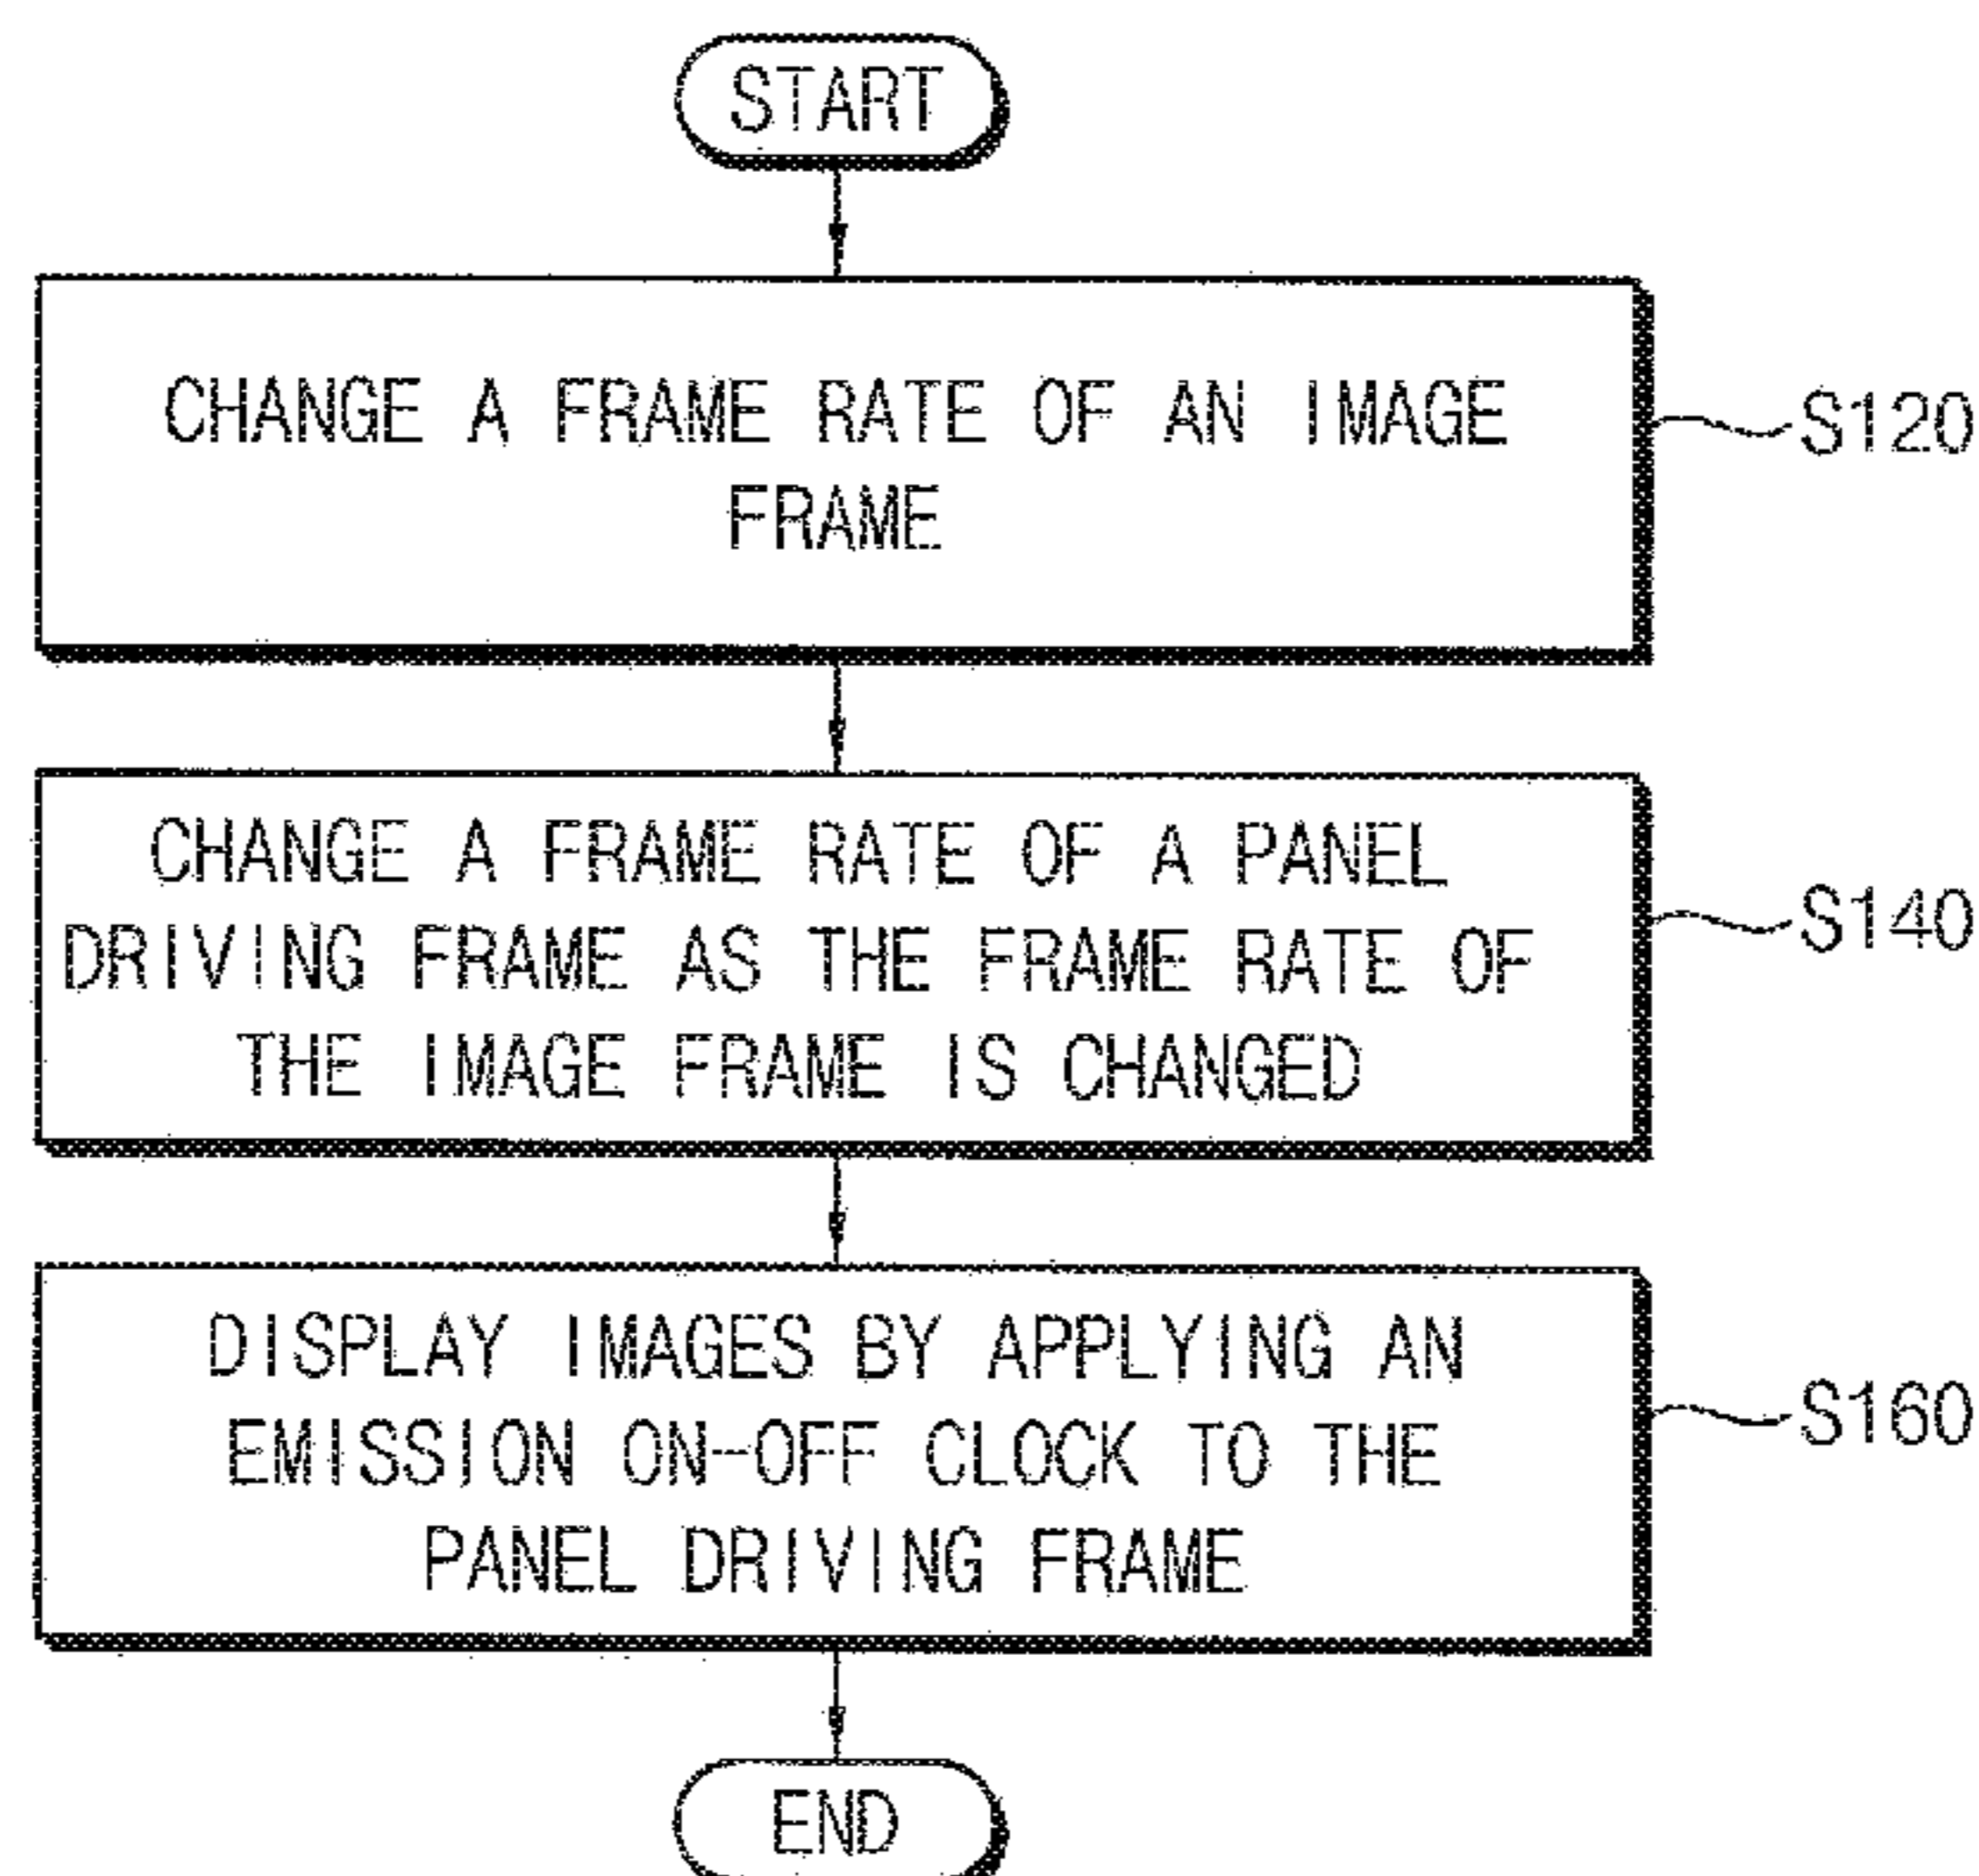 START
CHANGE A FRAME RATE OF AN IMAGE
FRAME
S120
CHANGE A FRAME RATE OF A PANEL
DRIVING FRAME AS THE FRAME RATE OF
THE IMAGE FRAME IS CHANGED
S140
DISPLAY IMAGES BY APPLYING AN
EMISSION ON-OFF CLOCK TO THE
PANEL DRIVING FRAME
S160
END